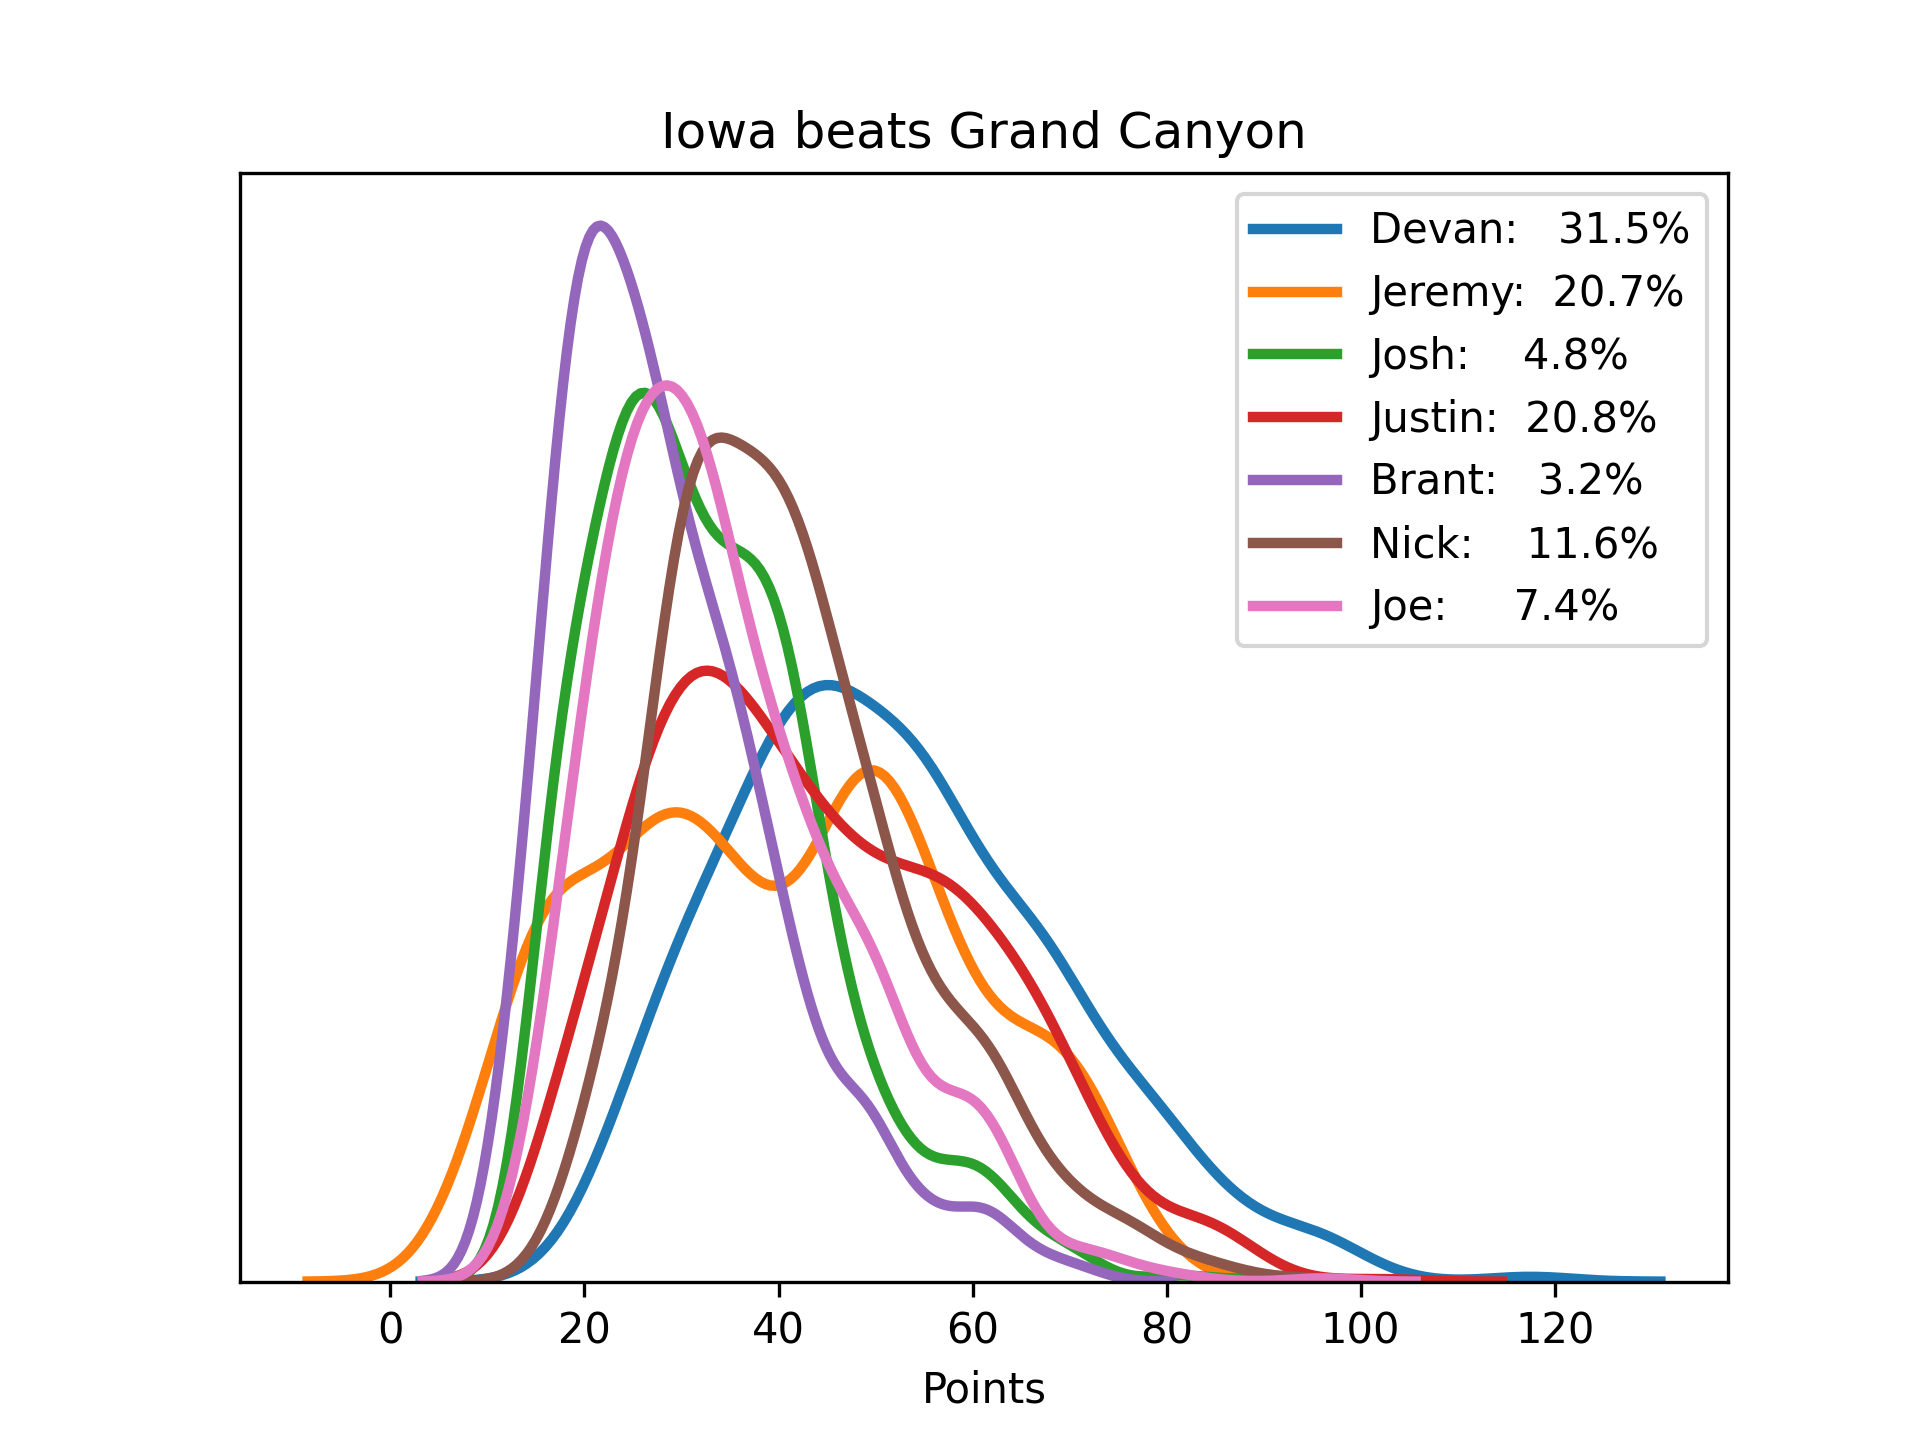 Iowa beats Grand Canyon
Devan: 31.5%
Jeremy: 20.7%
Josh: 4.8%
Justin: 20.8%
Brant: 3.2%
Nick: 11.6%
Joe: 7.4%
0 20 40 60 80 100 120
Points